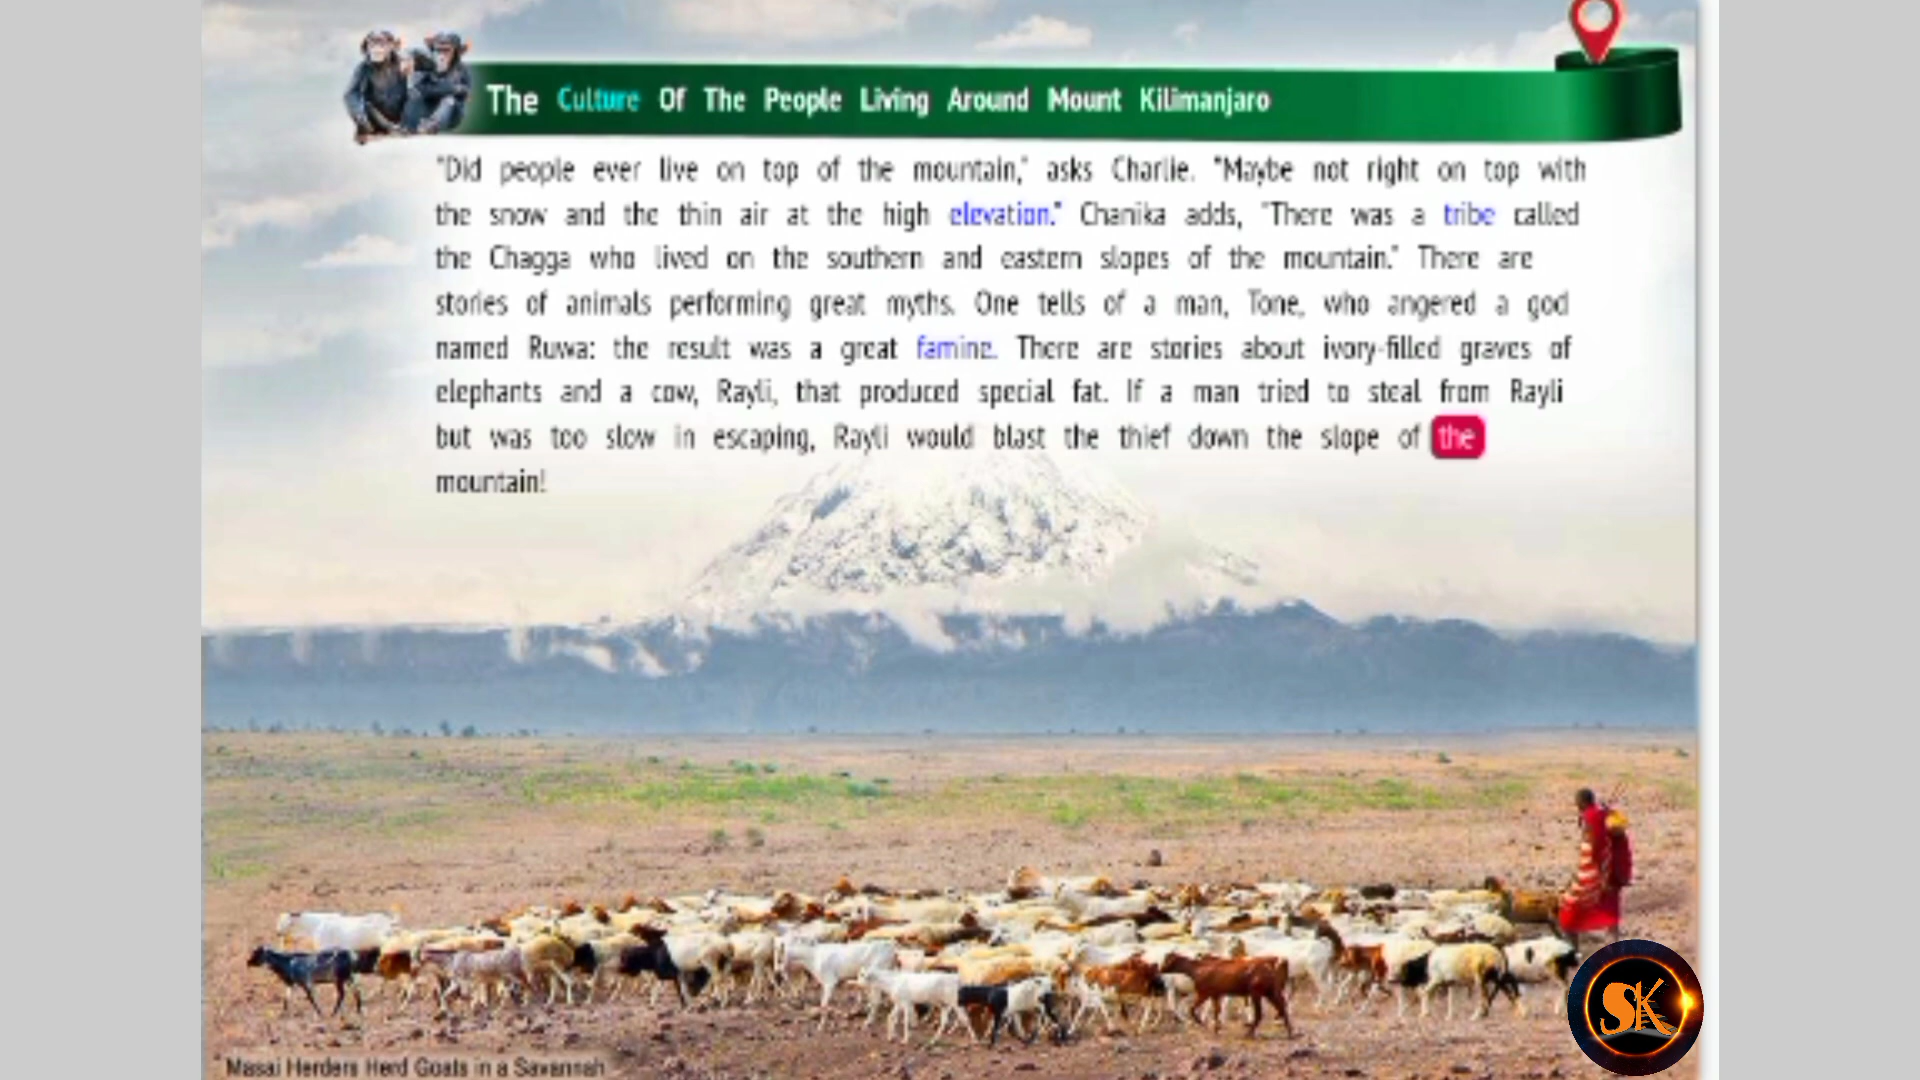 The Culture Of The People Living Around Mount Kilimanjaro
"Did people ever live on top of the mountain," asks Charlie. "Maybe not right on top with
the snow and the thin air at the high elevation." Chanika adds, "There was a tribe called
the Chagga who lived on the southern and eastern slopes of the mountain." There are
stories of animals performing great myths. One tells of a man, Tone, who angered a god
named Ruwa: the result was a great famine. There are stories about ivory-filled graves of
elephants and a cow, Rayli, that produced special fat. If a man tried to steal from Rayli
but was too slow in escaping, Rayli would blast the thief down the slope of the
mountain!
Masai Herders Herd Goats in a Savannah
SK